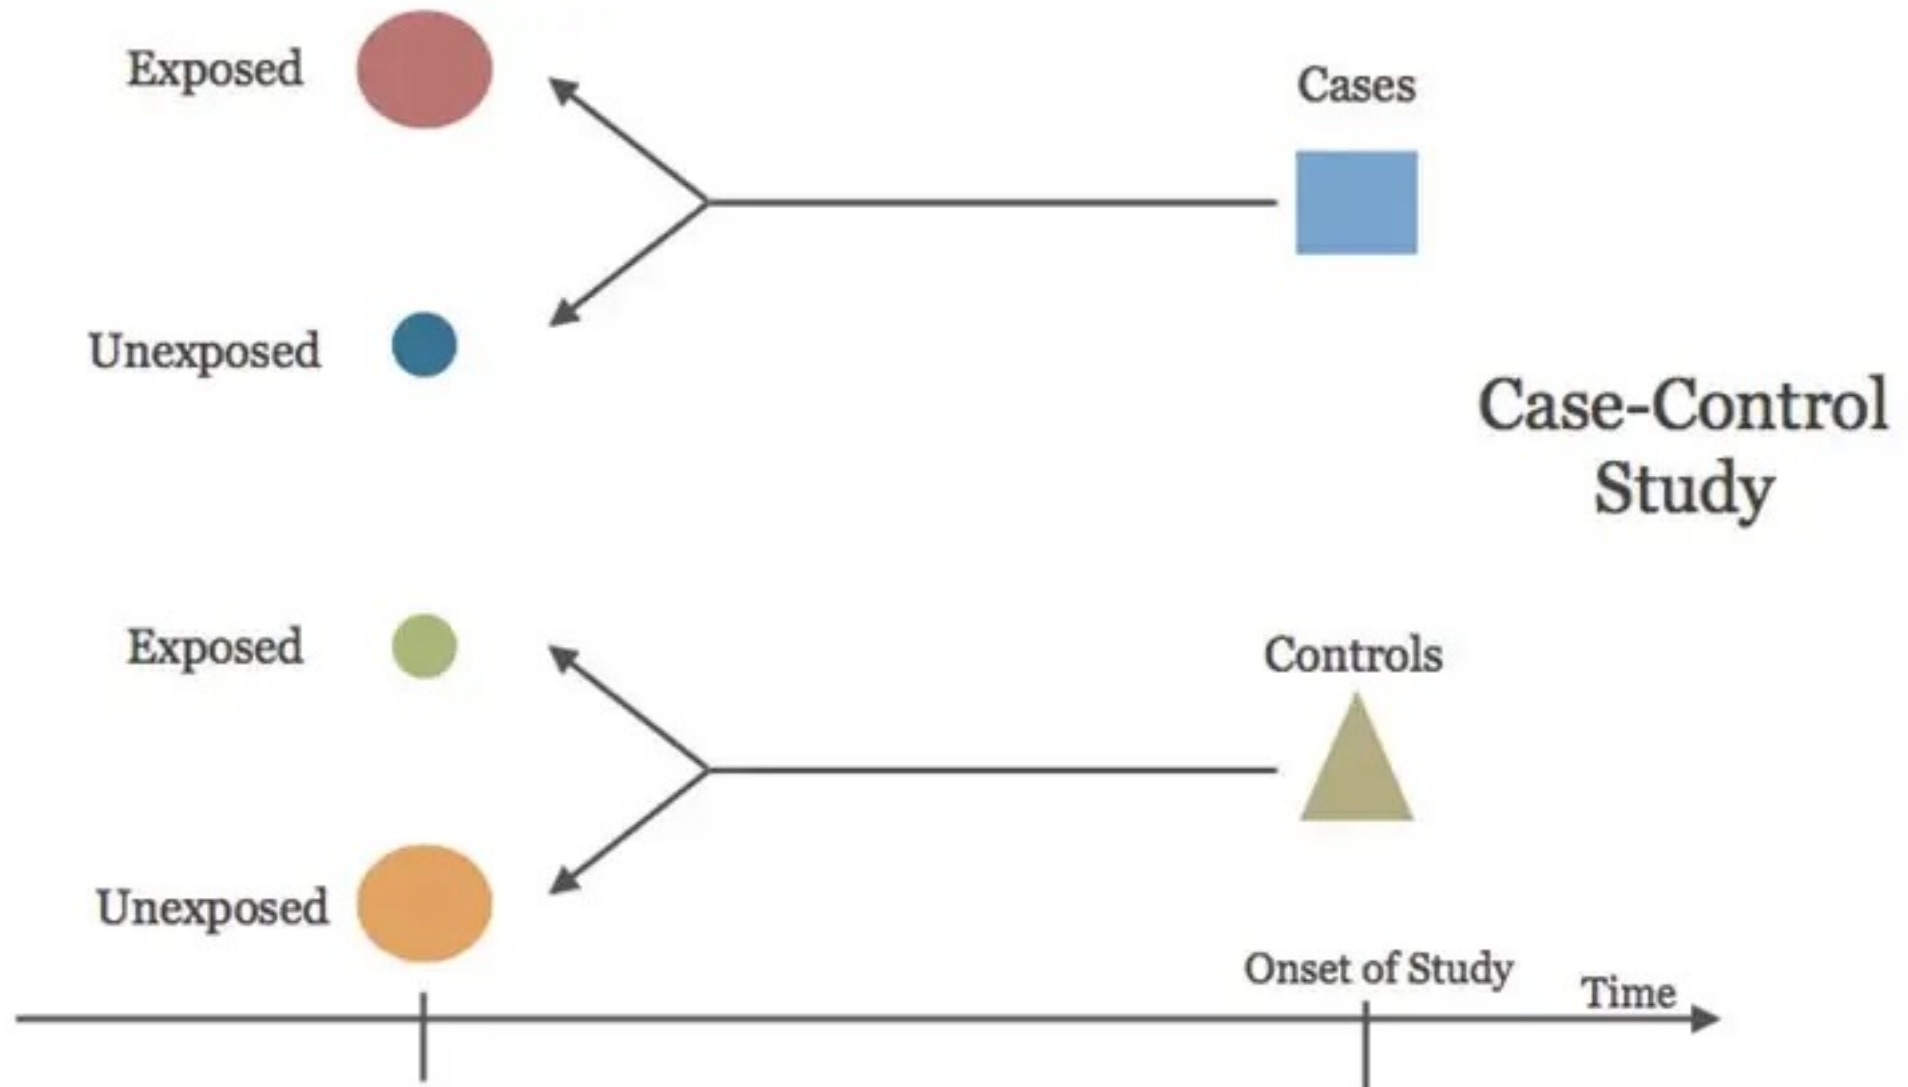 Exposed
Cases
Unexposed
Case-Control
Study
Exposed
Controls
Unexposed
Onset of Study
Time